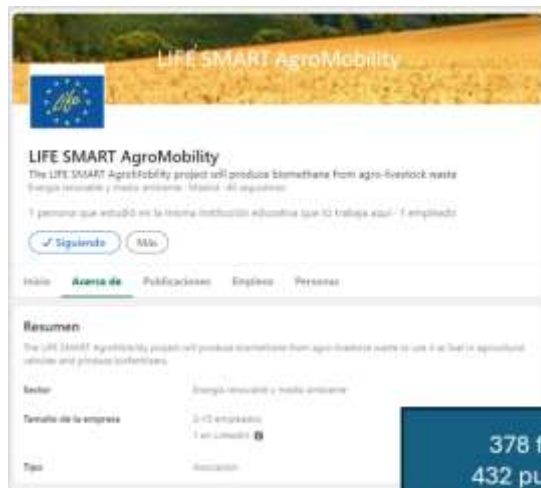 LIFE SMART AgroMobility
life
LIFE SMART AgroMobility
The LIFE SMART AgroMobility project will produce biomethane from agro-livestock waste
Energía renovable y medio ambiente · Madrid · 40 seguidores
1 persona que estudió en la misma institución educativa que tú trabaja aquí · 1 empleado
✓ Siguiendo Más
Inicio Acerca de Publicaciones Empleos Personas
Resumen
The LIFE SMART AgroMobility project will produce biomethane from agro-livestock waste to use it as fuel in agricultural
vehicles and produce biofertilizers.
Sector Energía renovable y medio ambiente
Tamaño de la empresa 2-10 empleados
1 en LinkedIn
378 f
Tipo Asociación
432 pu